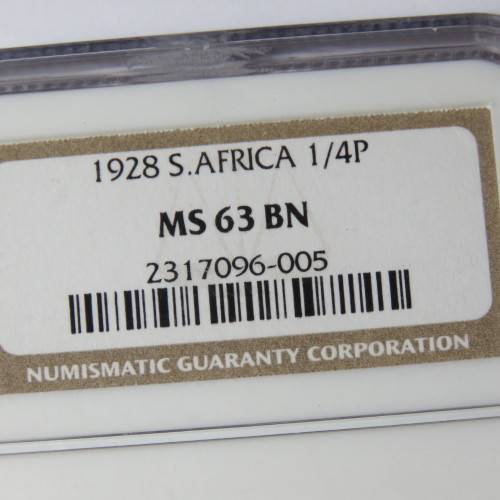 1928 S.AFRICA 1/4P
MS 63 BN
2317096-005
NUMISMATIC GUARANTY CORPORATION